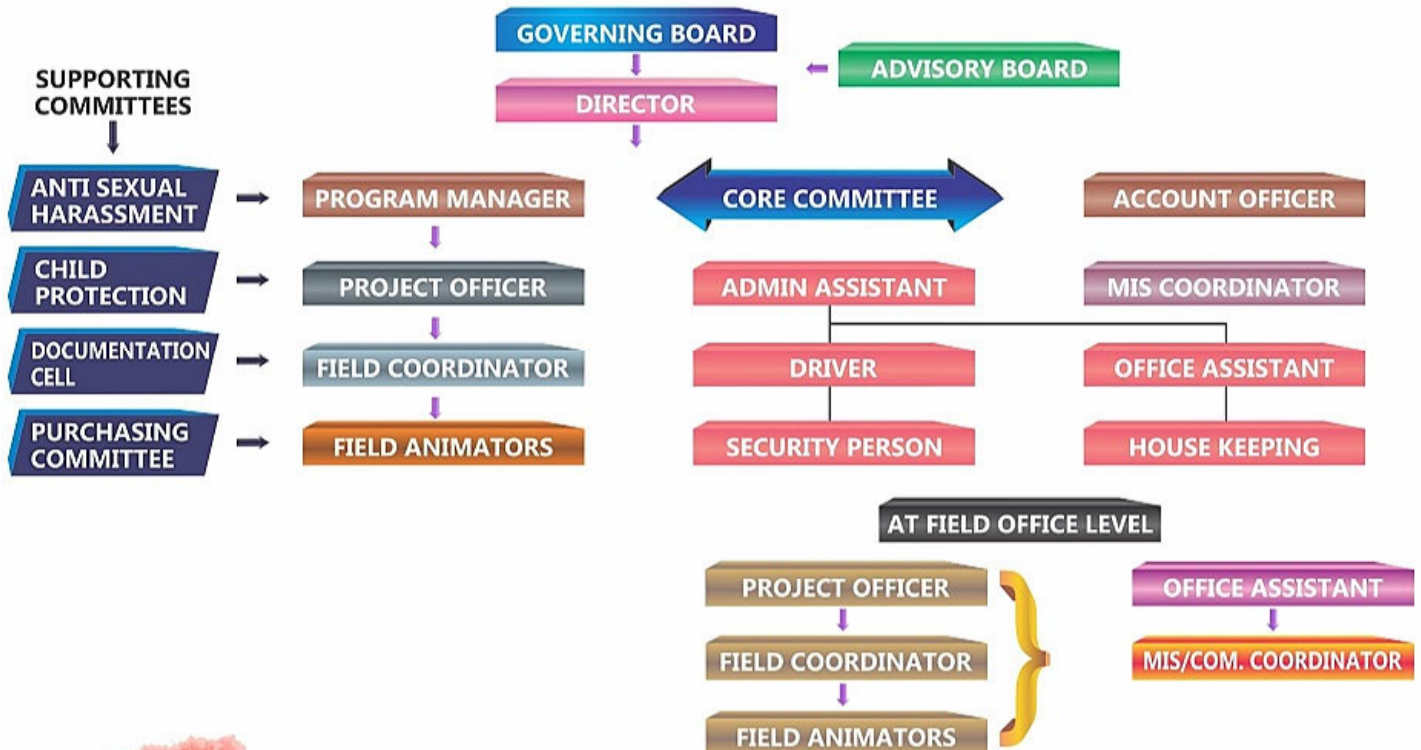 GOVERNING BOARD
ADVISORY BOARD
DIRECTOR
SUPPORTING
COMMITTEES
ANTI SEXUAL
HARASSMENT
PROGRAM MANAGER
CORE COMMITTEE
ACCOUNT OFFICER
CHILD
PROTECTION
PROJECT OFFICER
ADMIN ASSISTANT
MIS COORDINATOR
DOCUMENTATION
CELL
FIELD COORDINATOR
DRIVER
OFFICE ASSISTANT
PURCHASING
COMMITTEE
FIELD ANIMATORS
SECURITY PERSON
HOUSE KEEPING
AT FIELD OFFICE LEVEL
PROJECT OFFICER
OFFICE ASSISTANT
FIELD COORDINATOR
MIS/COM. COORDINATOR
FIELD ANIMATORS